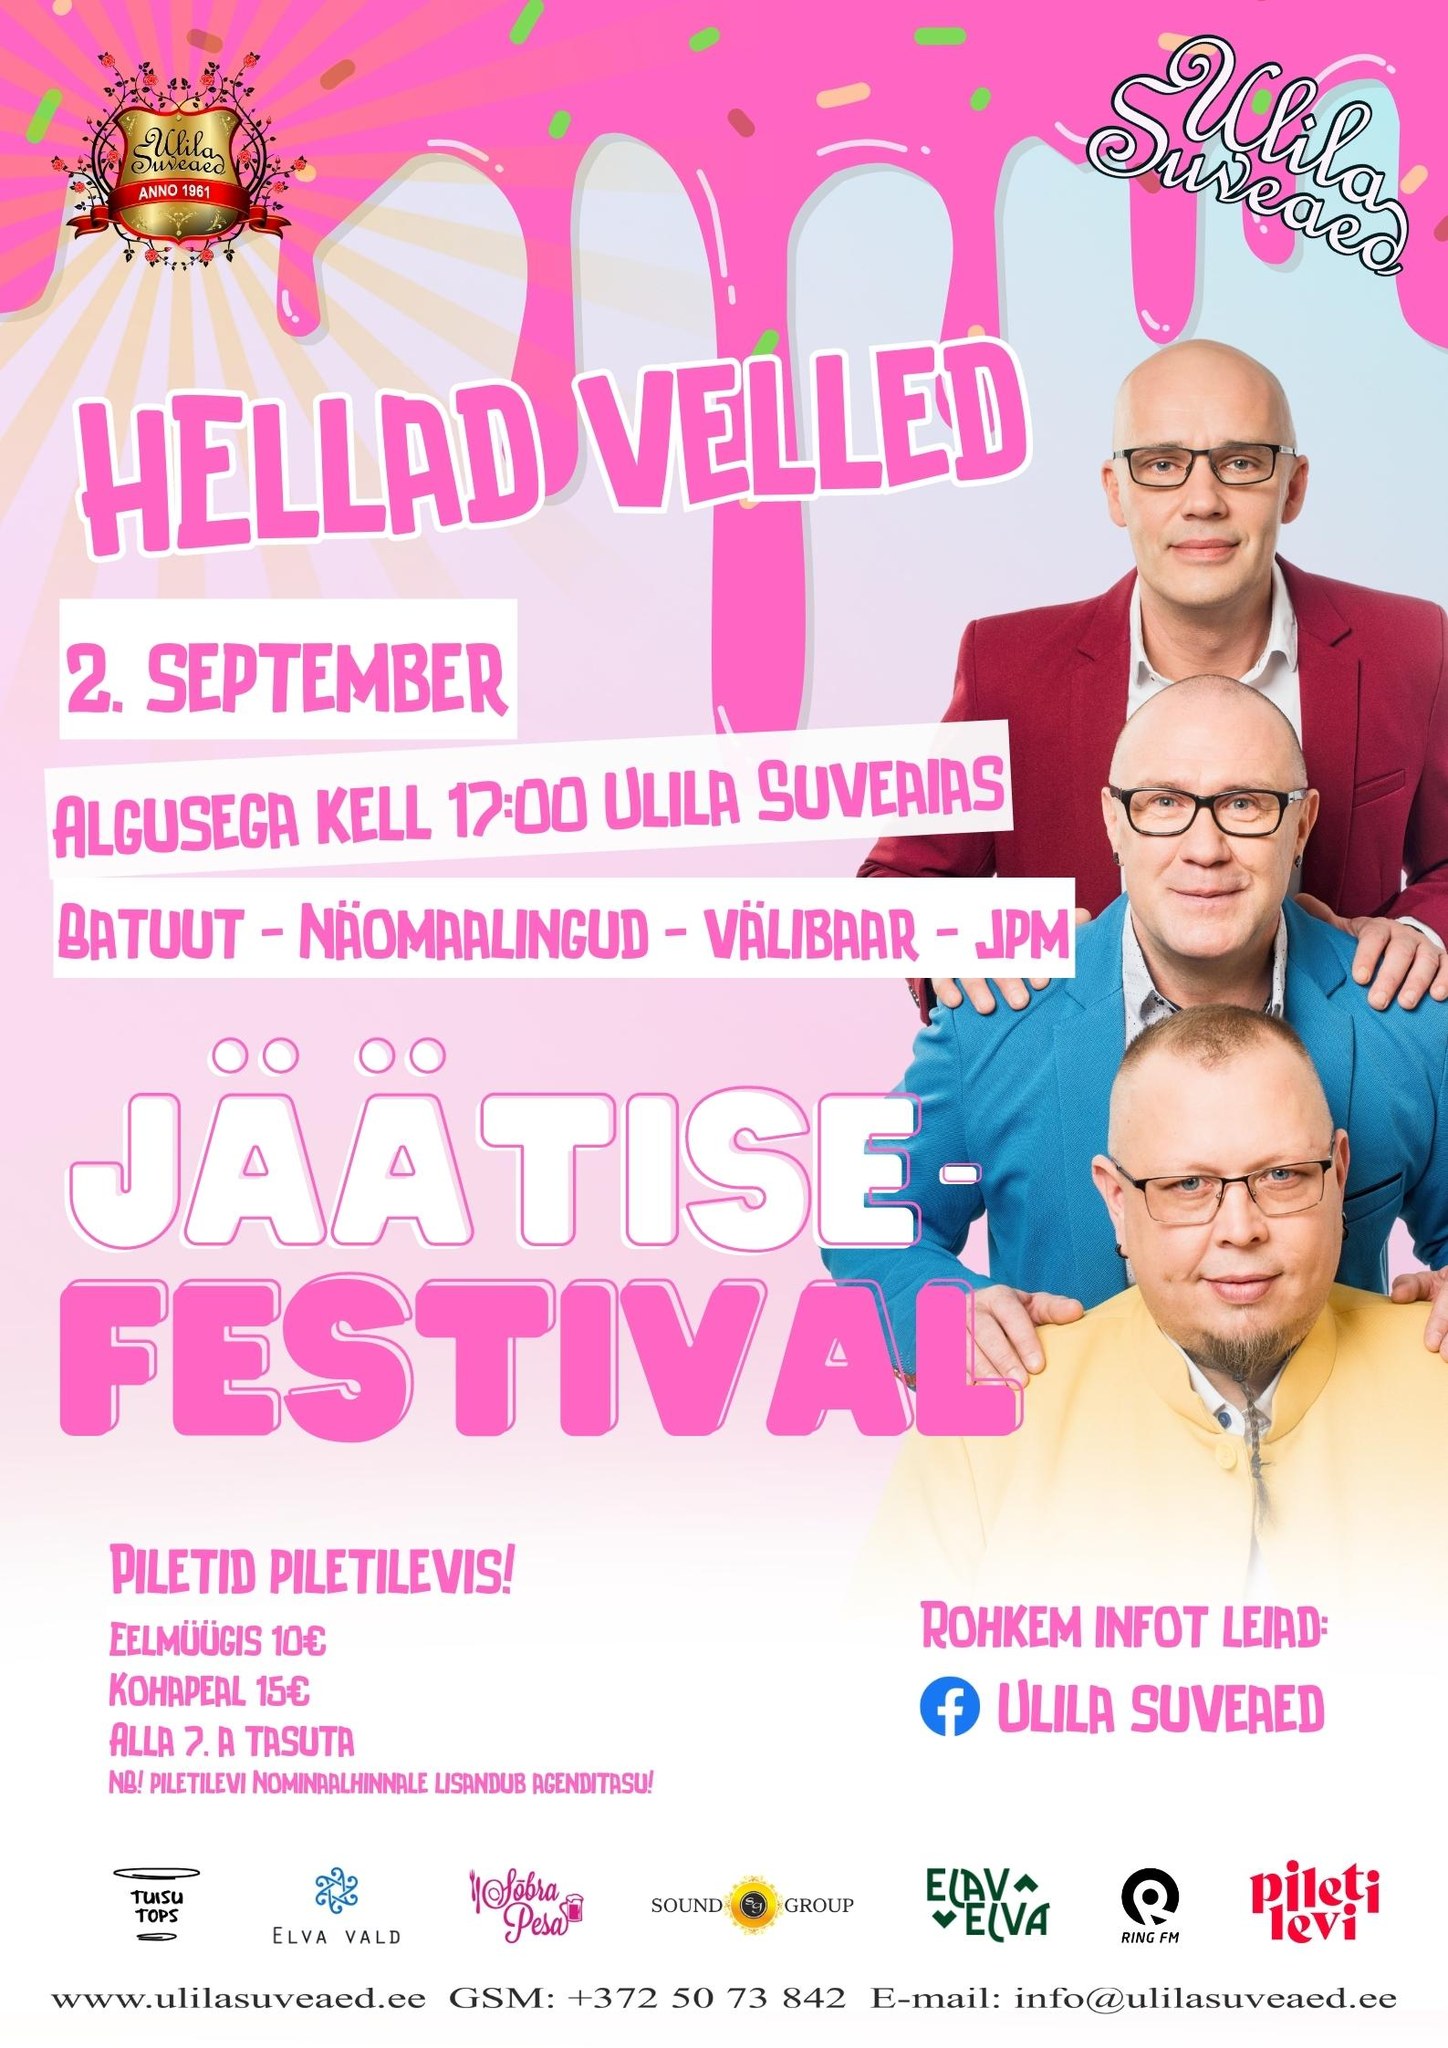 Ulila
Suveaed
ANNO 1961
Ulila
Suveaed
HELLAD VELLED
2. SEPTEMBER
ALGUSEGA KELL 17:00 ULILA SUVEAIAS
BATUUT - NÄOMAALINGUD - VÄLIBAAR - JPM
JÄÄTISE-
FESTIVAL
PILETID PILETILEVIS!
EELMÜÜGIS 10€
KOHAPEAL 15€
ALLA 7. A TASUTA
NB! PILETILEVI NOMINAALHINNALE LISANDUB AGENDITASU!
ROHKEM INFOT LEIAD:
ULILA SUVEAED
TUISU
TOPS
ELVA VALD
Sõbra
Pesa
SOUND SG GROUP
ELAV
ELVA
RING FM
pileti
levi
www.ulilasuveaed.ee GSM: +372 50 73 842 E-mail: info@ulilasuveaed.ee